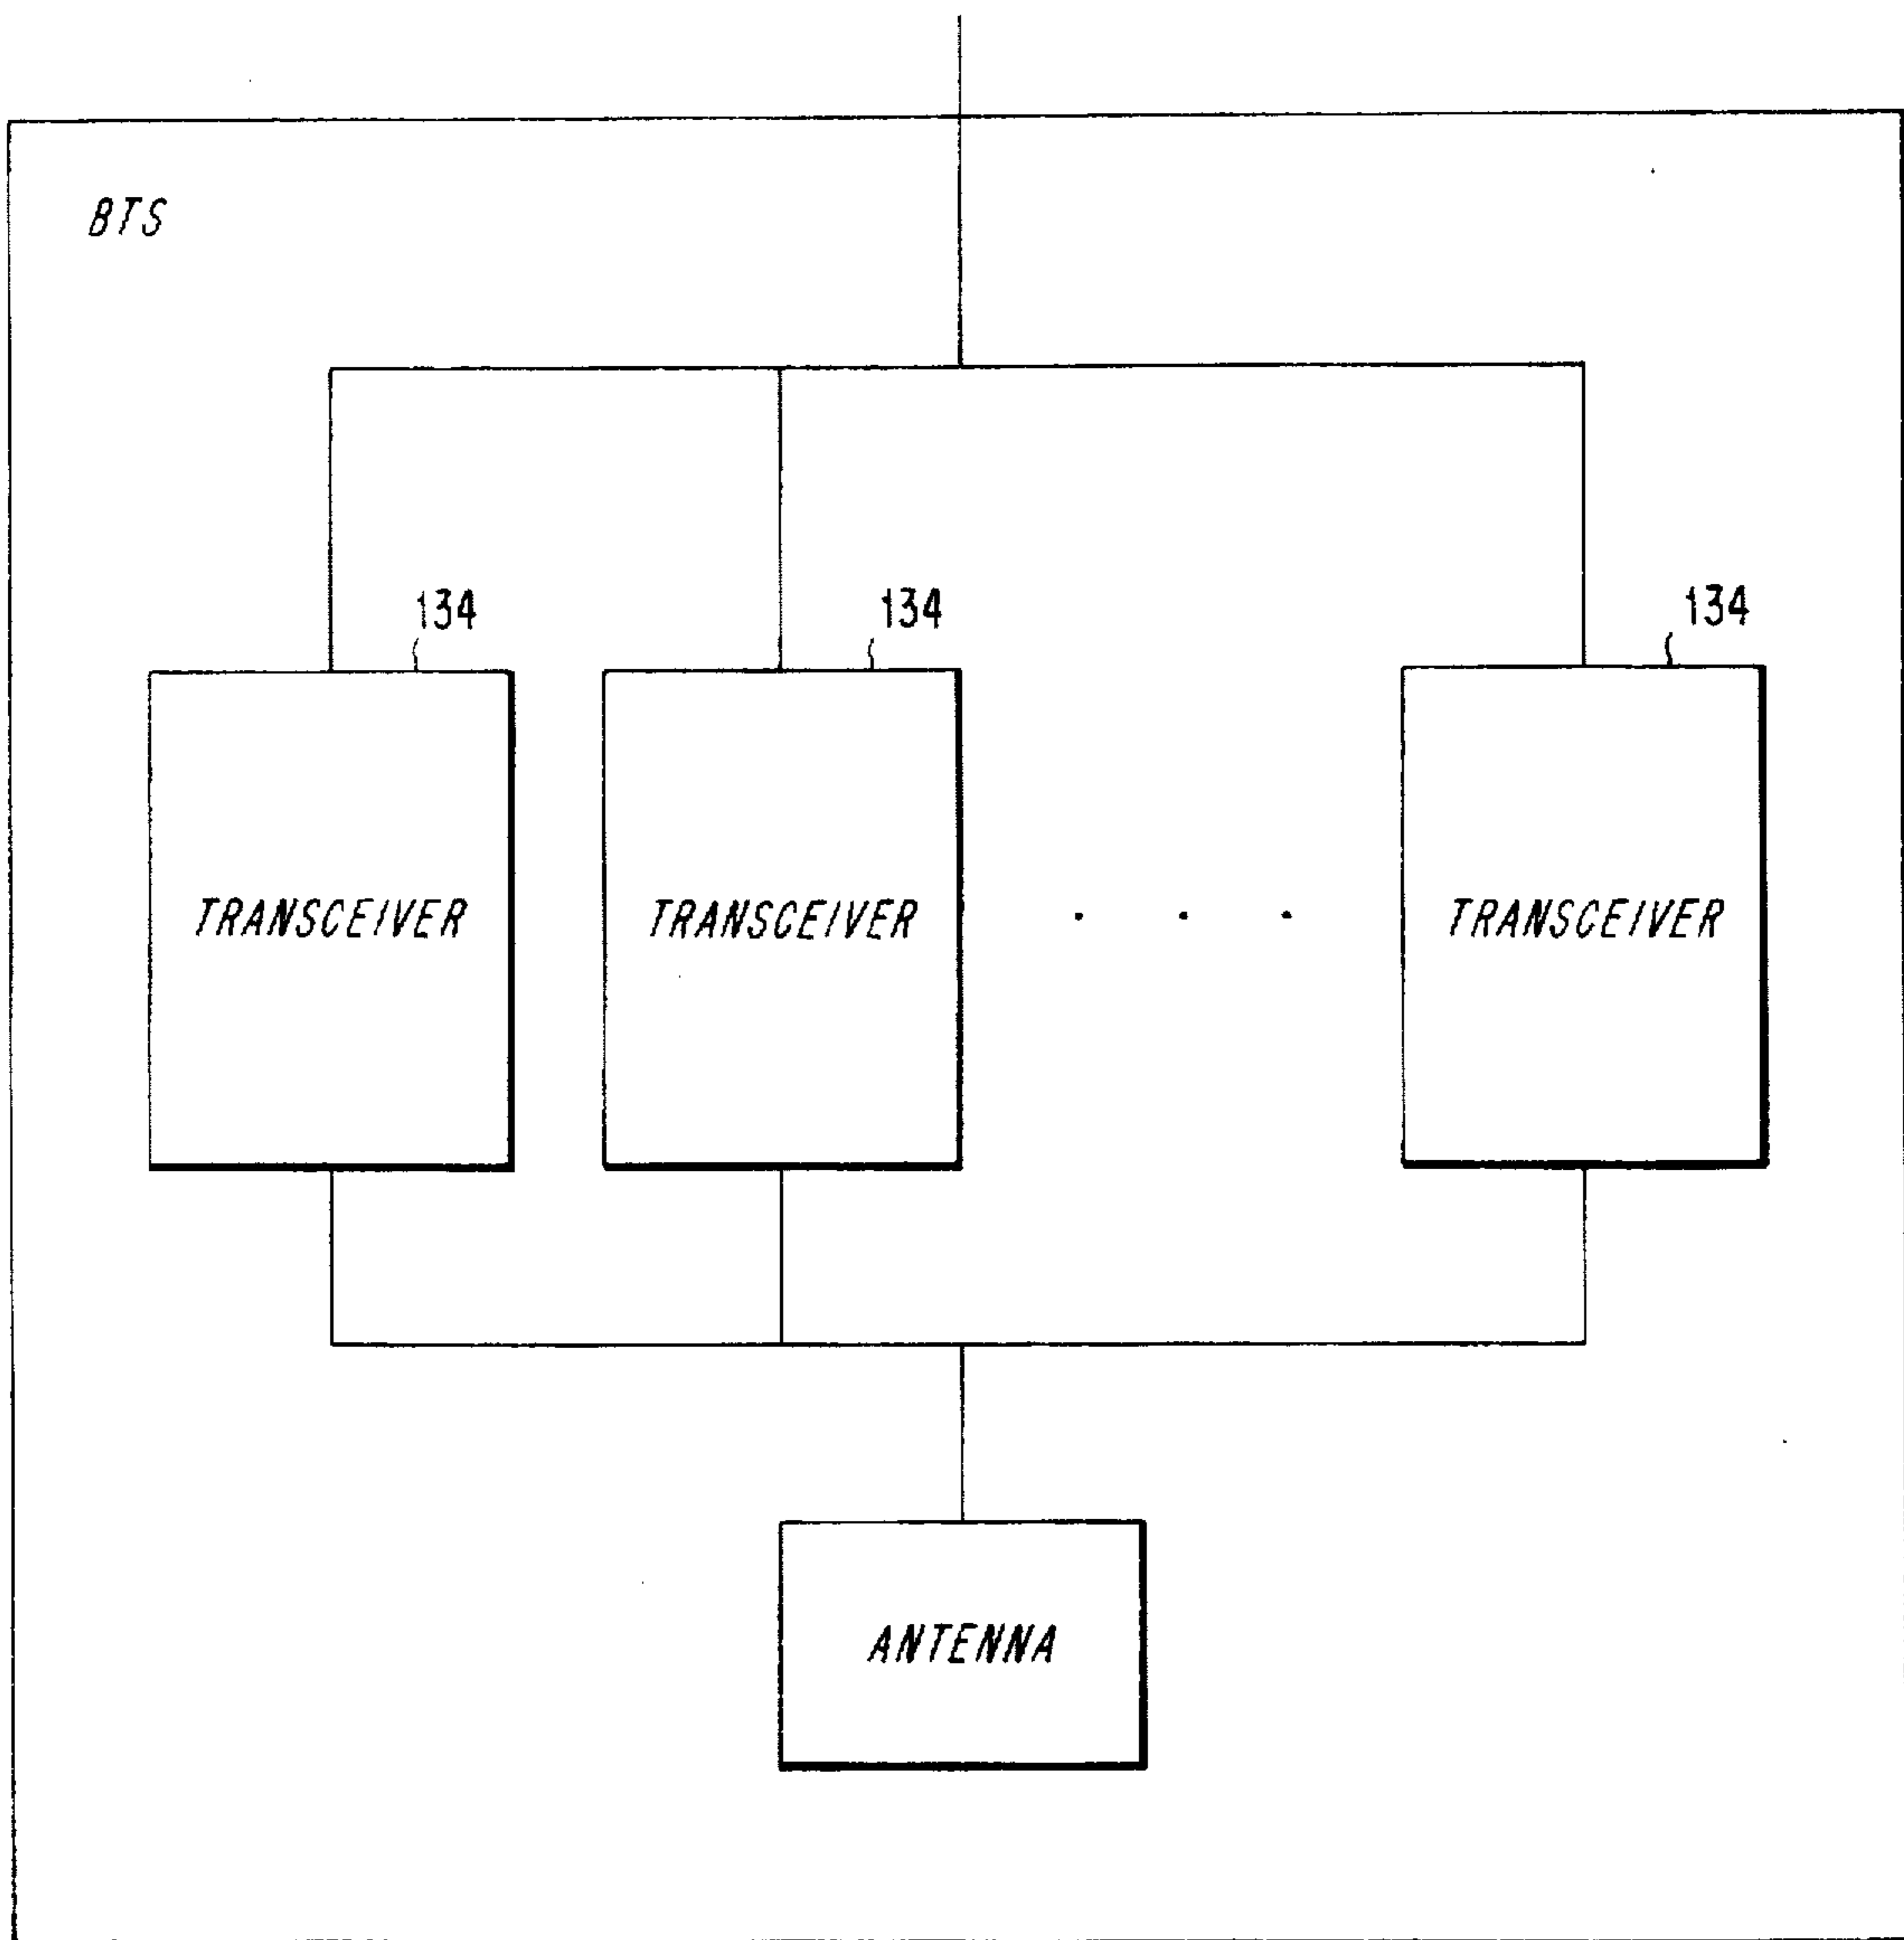 BTS
134 134 134
TRANSCEIVER TRANSCEIVER . . . TRANSCEIVER
ANTENNA